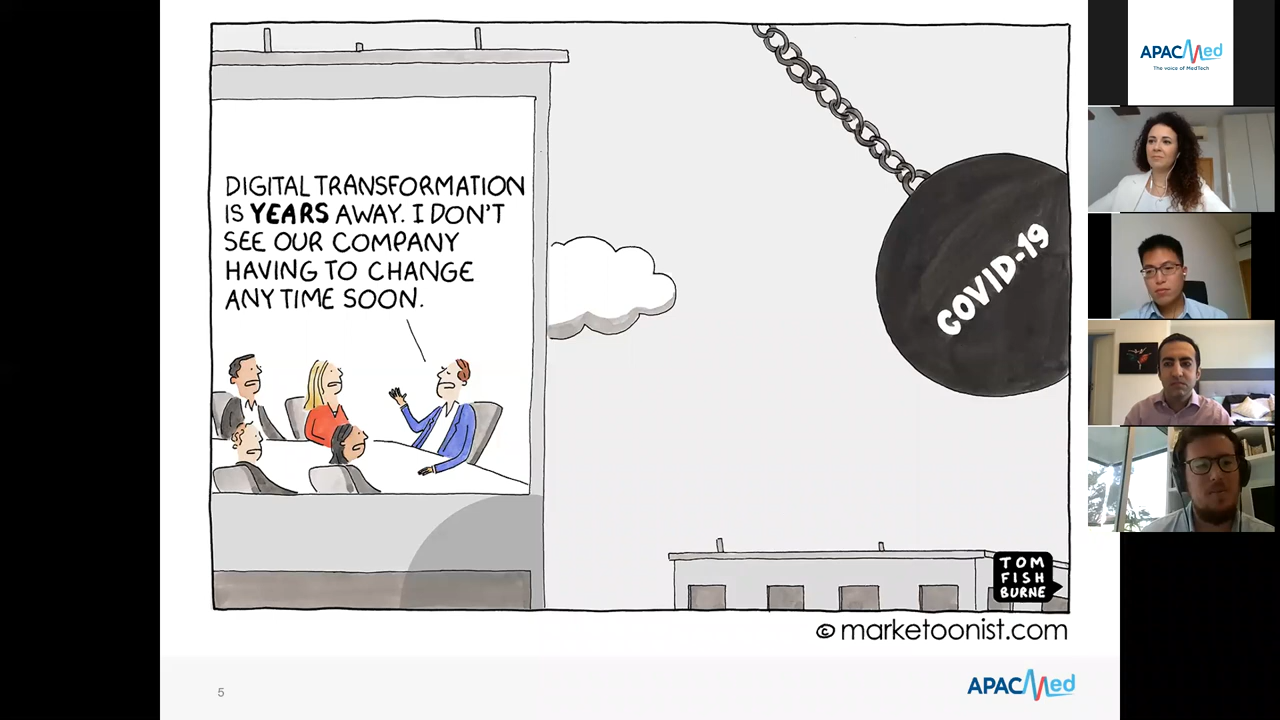 DIGITAL TRANSFORMATION
IS YEARS AWAY. I DON'T
SEE OUR COMPANY
HAVING TO CHANGE
ANY TIME SOON.
COVID-19
TOM
FISH
BURNE
© marketoonist.com
5
APACMed
APACMed
The voice of MedTech